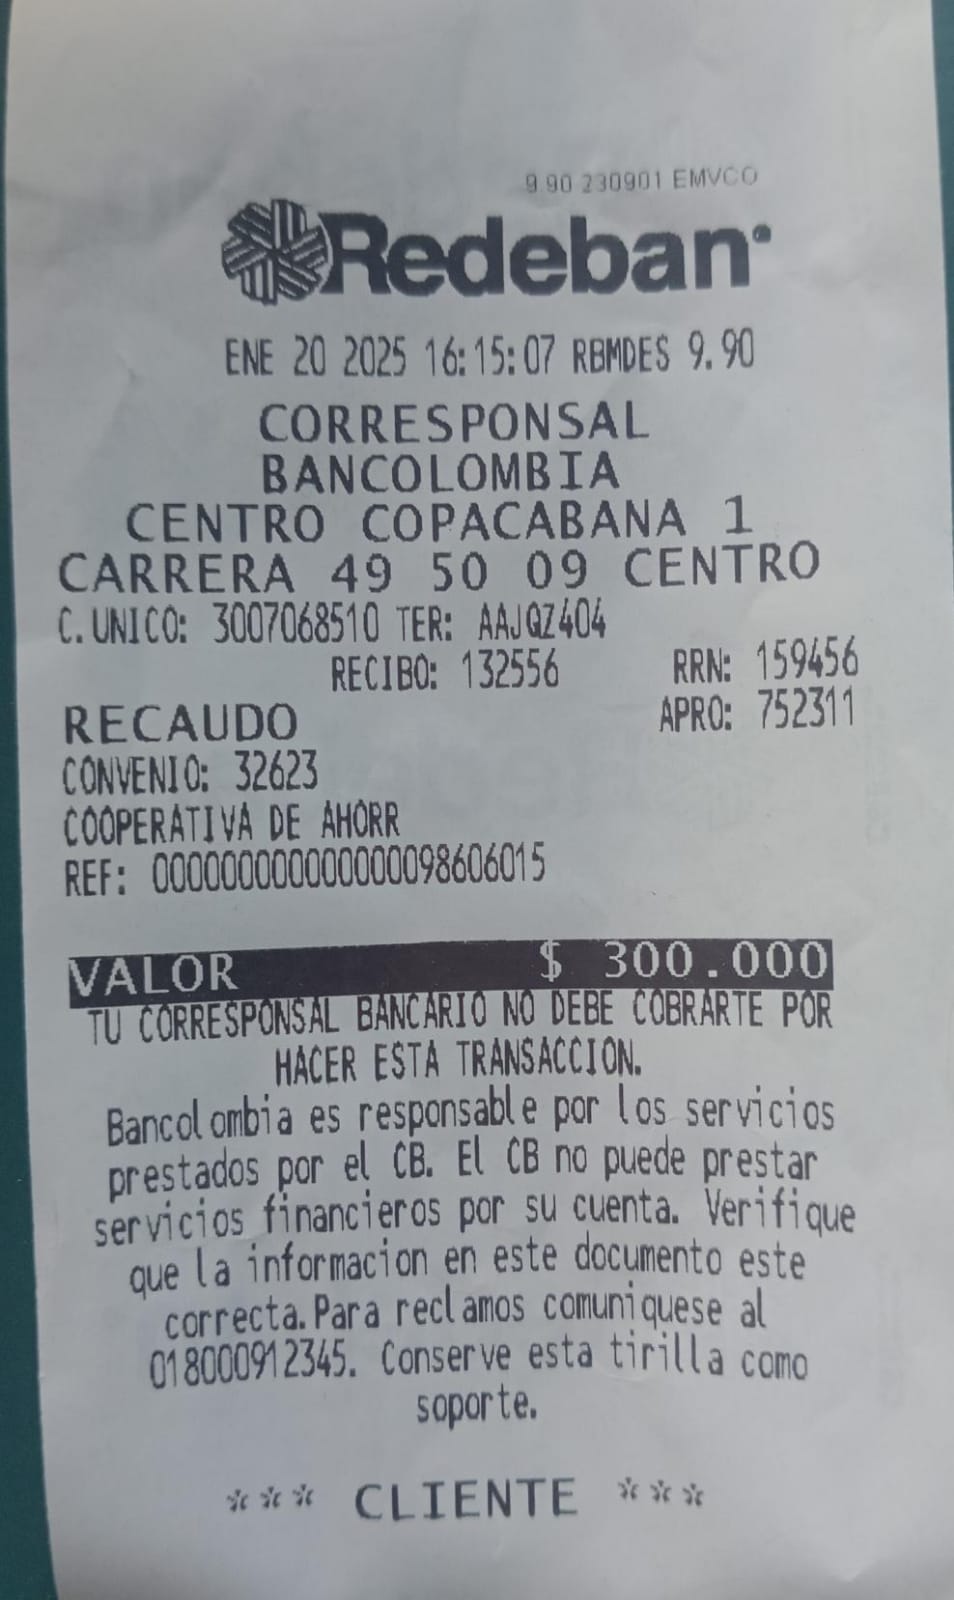 9.90 230901 EMVCO
Redeban
ENE 20 2025 16:15:07 RBMDES 9.90
CORRESPONSAL
BANCOLOMBIA
CENTRO COPACABANA 1
CARRERA 49 50 09 CENTRO
C. UNICO: 3007068510 TER: AAJQZ404
RECIBO: 132556 RRN: 159456
RECAUDO APRO: 752311
CONVENIO: 32623
COOPERATIVA DE AHORR
REF: 0000000000000000098606015
VALOR $ 300.000
TU CORRESPONSAL BANCARIO NO DEBE COBRARTE POR
HACER ESTA TRANSACCION.
Bancolombia es responsable por los servicios
prestados por el CB. El CB no puede prestar
servicios financieros por su cuenta. Verifique
que la informacion en este documento este
correcta.Para reclamos comuniquese al
018000912345. Conserve esta tirilla como
soporte.
*** CLIENTE ***